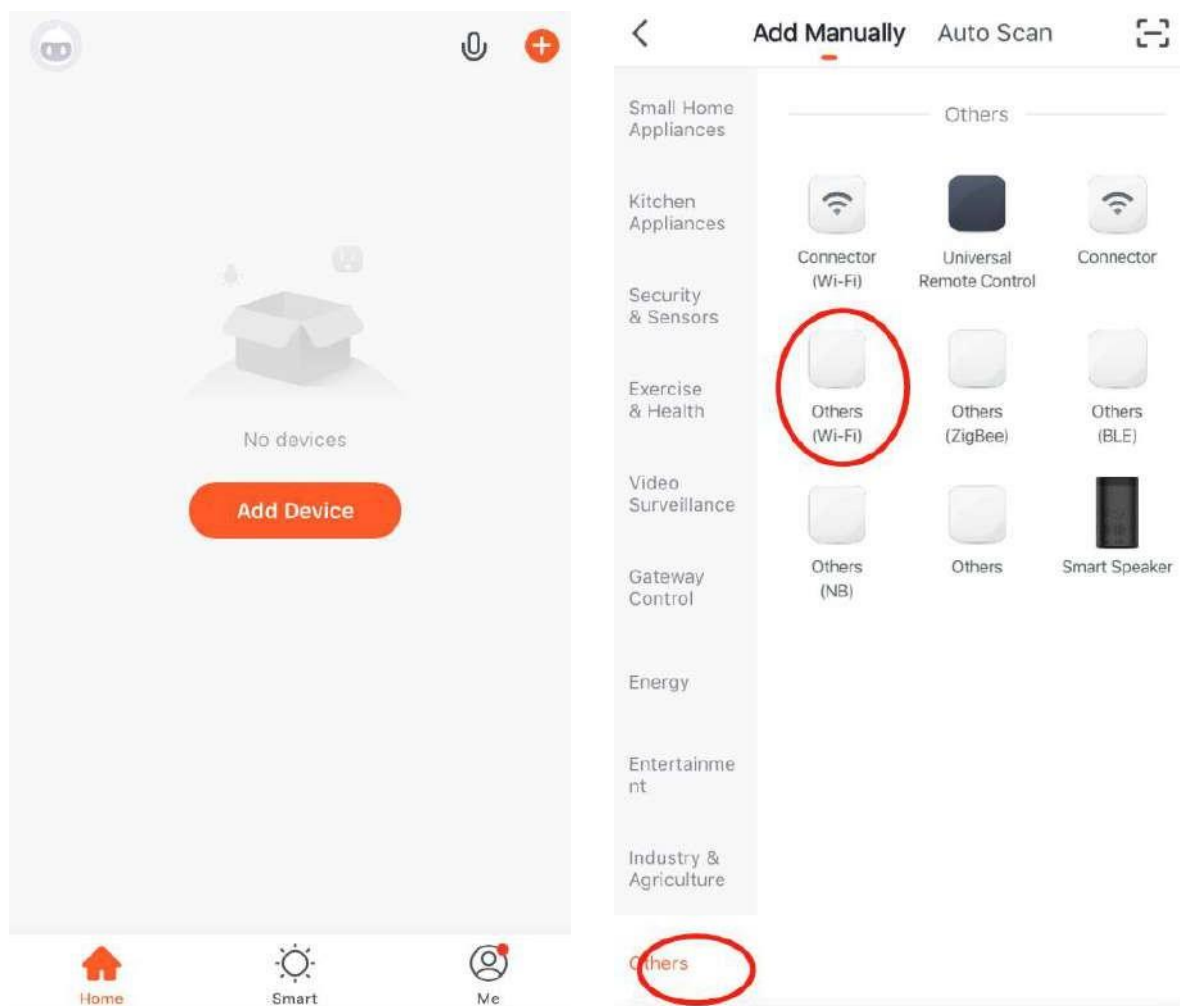 No devices
Add Device
Home
Smart
Me
Add Manually
Auto Scan
Small Home
Appliances
Kitchen
Appliances
Security
& Sensors
Exercise
& Health
Video
Surveillance
Gateway
Control
Energy
Entertainme
nt
Industry &
Agriculture
Others
Others
Connector
(Wi-Fi)
Universal
Remote Control
Connector
Others
(Wi-Fi)
Others
(ZigBee)
Others
(BLE)
Others
(NB)
Others
Smart Speaker